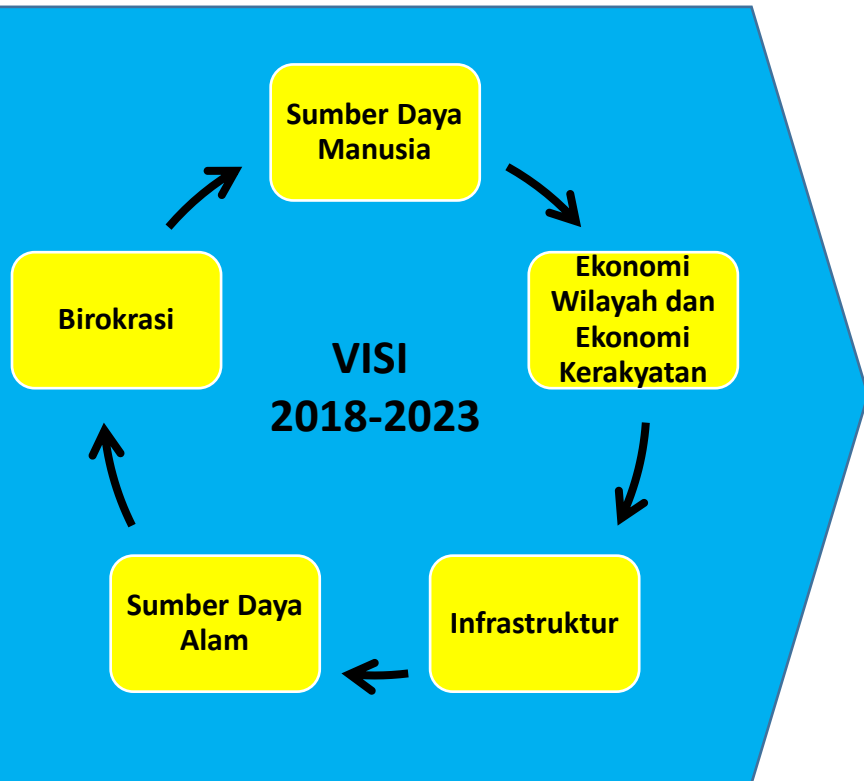 Sumber Daya
Manusia
Ekonomi
Wilayah dan
Ekonomi
Kerakyatan
Birokrasi
VISI
2018-2023
Sumber Daya
Alam
Infrastruktur